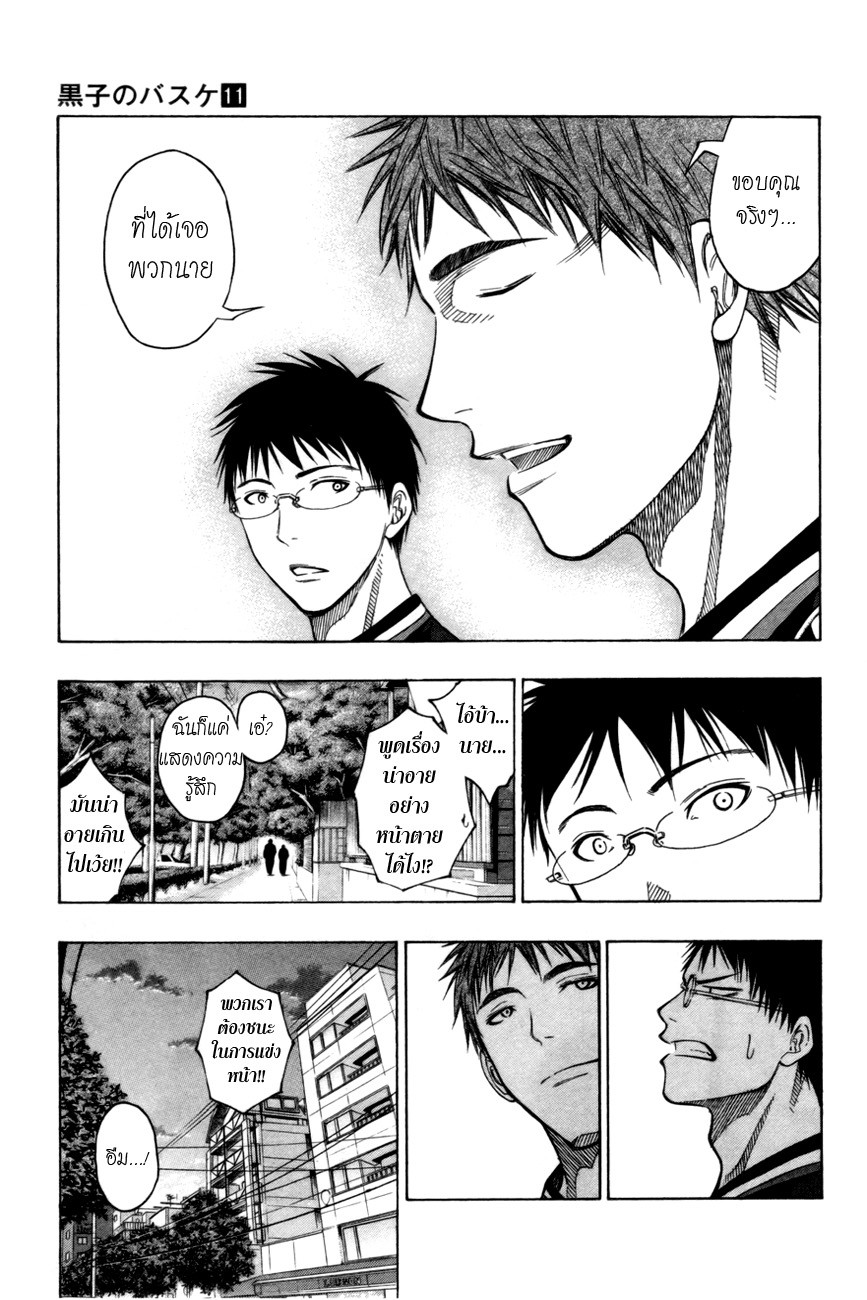 黒子のバスケ11
ขอบคุณ
จริงๆ...
ที่ได้เจอ
พวกนาย
ไอ้บ้า...
นาย...
พูดเรื่อง
น่าอาย
อย่าง
หน้าตาย
ได้ไง!?
เอ๋?
ฉันก็แค่
แสดงความ
รู้สึก
มันน่า
อายเกิน
ไปเว้ย!!
พวกเรา
ต้องชนะ
ในการแข่ง
หน้า!!
อืม...!